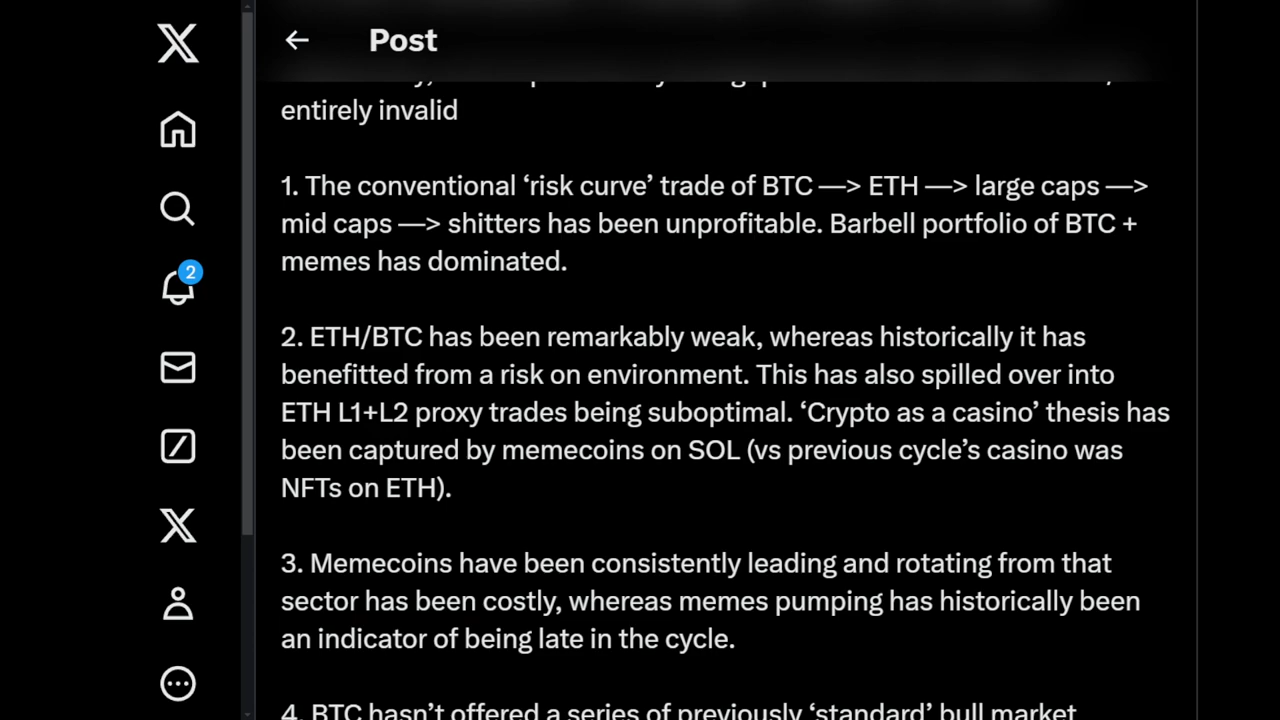 Post
entirely invalid
1. The conventional ‘risk curve’ trade of BTC —> ETH —> large caps —>
mid caps —> shitters has been unprofitable. Barbell portfolio of BTC +
memes has dominated.
2
2. ETH/BTC has been remarkably weak, whereas historically it has
benefitted from a risk on environment. This has also spilled over into
ETH L1+L2 proxy trades being suboptimal. ‘Crypto as a casino’ thesis has
been captured by memecoins on SOL (vs previous cycle’s casino was
NFTs on ETH).
3. Memecoins have been consistently leading and rotating from that
sector has been costly, whereas memes pumping has historically been
an indicator of being late in the cycle.
4. BTC hasn’t offered a series of previously ‘standard’ bull market